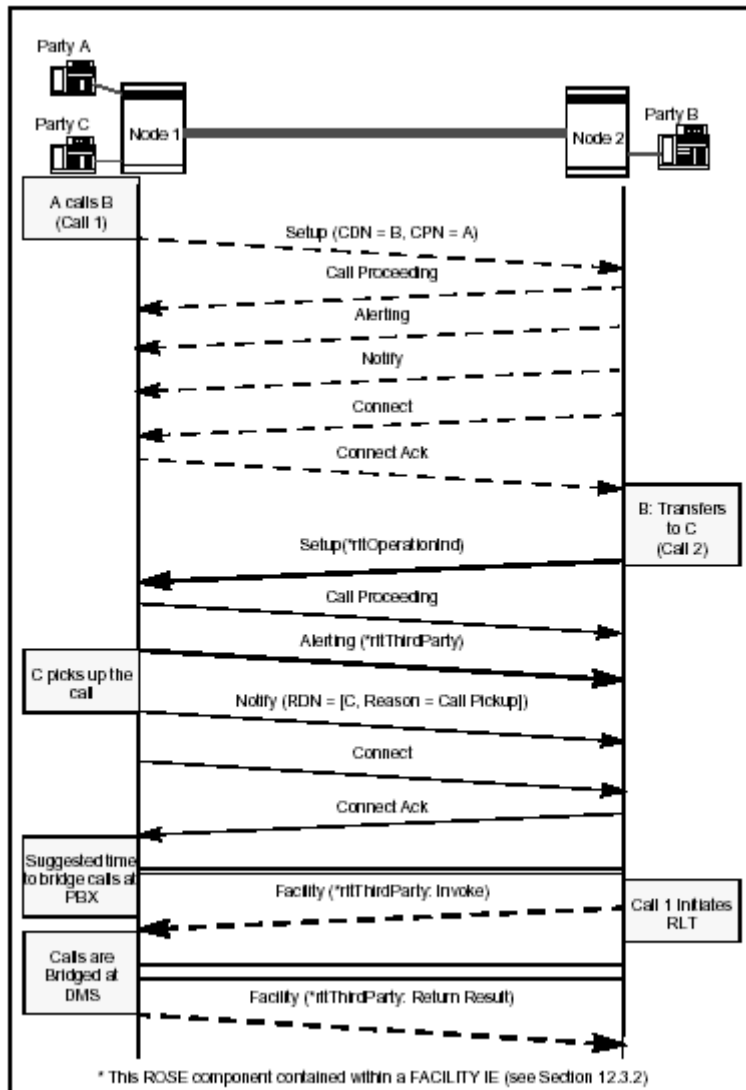 Party A
Party C
Node 1
Node 2
Party B
A calls B
(Call 1)
Setup (CDN = B, CPN = A)
Call Proceeding
Alerting
Notify
Connect
Connect Ack
B: Transfers
to C
(Call 2)
Setup(*rltOperationInd)
Call Proceeding
Alerting (*rltThirdParty)
C picks up the
call
Notify (RDN = [C, Reason = Call Pickup])
Connect
Connect Ack
Suggested time
to bridge calls at
PBX
Facility (*rltThirdParty: Invoke)
Call 1 Initiates
RLT
Calls are
Bridged at
DMS
Facility (*rltThirdParty: Return Result)
* This ROSE component contained within a FACILITY IE (see Section 12.3.2)